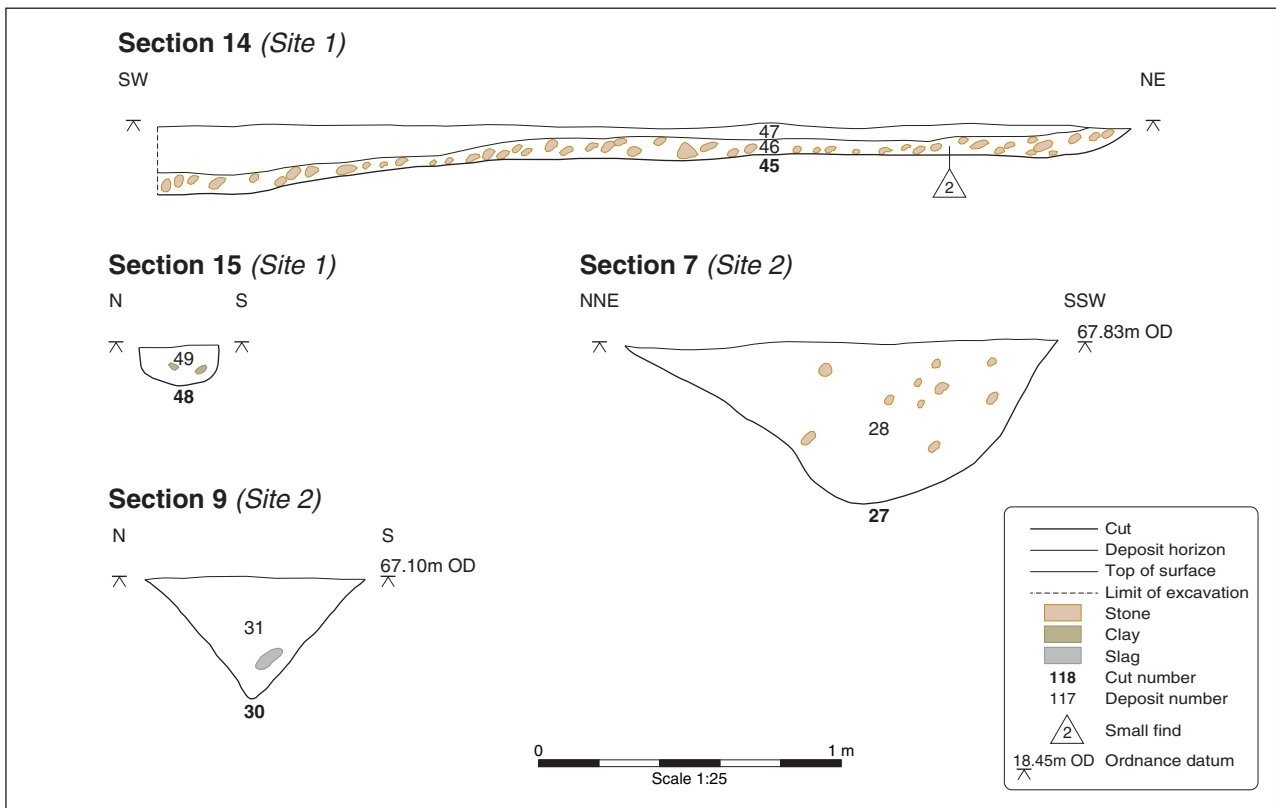 Section 14 (Site 1)
SW NE
47
46
45
2
Section 15 (Site 1)
N S
49
48
Section 7 (Site 2)
NNE SSW
67.83m OD
28
27
Section 9 (Site 2)
N S
67.10m OD
31
30
Cut
Deposit horizon
Top of surface
Limit of excavation
Stone
Clay
Slag
118 Cut number
117 Deposit number
2 Small find
18.45m OD Ordnance datum
0 1 m
Scale 1:25